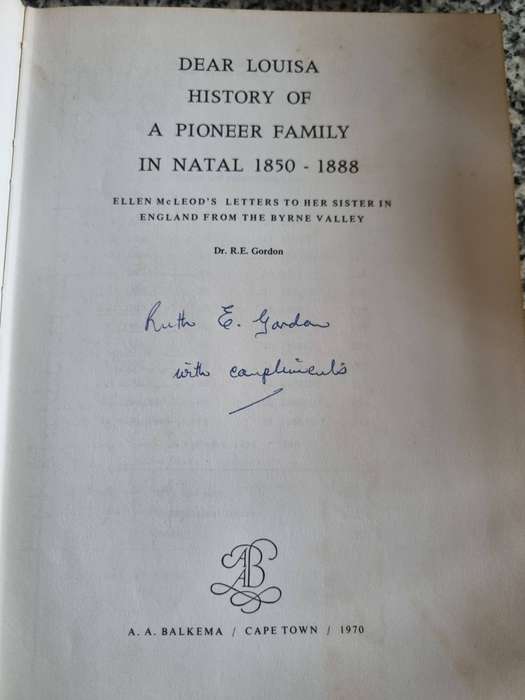 DEAR LOUISA
HISTORY OF
A PIONEER FAMILY
IN NATAL 1850 - 1888
ELLEN McLEOD'S LETTERS TO HER SISTER IN
ENGLAND FROM THE BYRNE VALLEY
Dr. R.E. Gordon
Ruth E. Gordon
with compliments
AAB
A. A. BALKEMA / CAPE TOWN / 1970